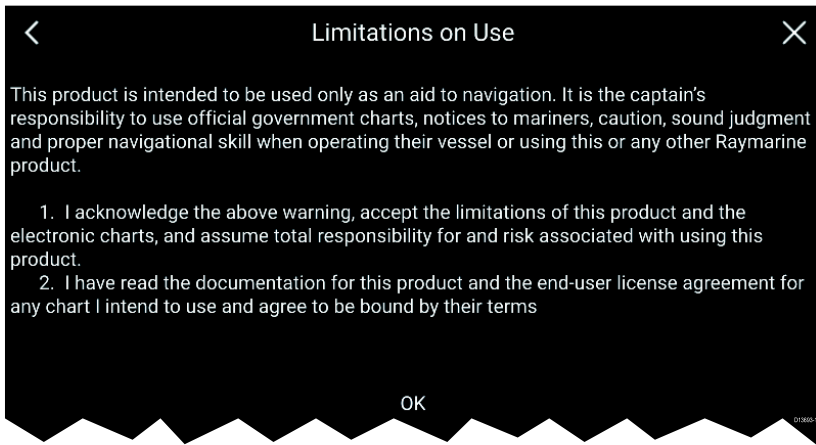 Limitations on Use
This product is intended to be used only as an aid to navigation. It is the captain's
responsibility to use official government charts, notices to mariners, caution, sound judgment
and proper navigational skill when operating their vessel or using this or any other Raymarine
product.
1. I acknowledge the above warning, accept the limitations of this product and the
electronic charts, and assume total responsibility for and risk associated with using this
product.
2. I have read the documentation for this product and the end-user license agreement for
any chart I intend to use and agree to be bound by their terms
OK